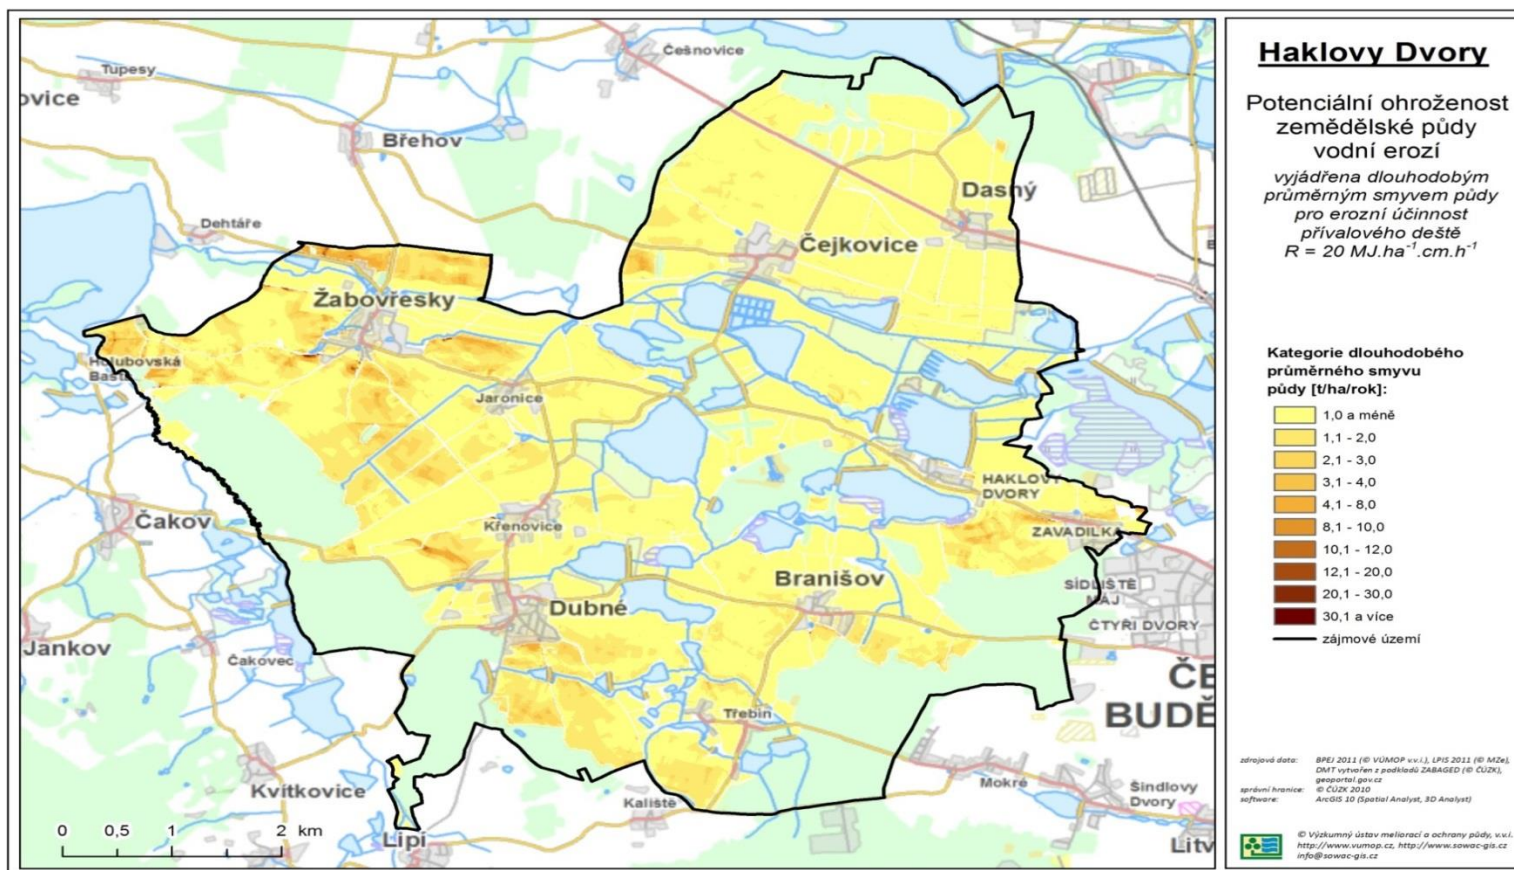 Češnovice
Tupesy
ovice
Břehov
Dasný
Dehtáře
Čejkovice
Žabovřesky
Holubovská
Bašta
Jaronice
HAKLOVY
DVORY
Čakov
Křenovice
ZAVADILKA
Branišov
SÍDLIŠTĚ
MÁJ
Dubné
ČTYŘI DVORY
Jankov
Čakovec
ČE
BUDĚ
Třebín
Kvítkovice
Mokré
Šindlovy
Dvory
Kaliště
0 0,5 1 2 km
Lipí
Litv
Haklovy Dvory
Potenciální ohroženost
zemědělské půdy
vodní erozí
vyjádřena dlouhodobým
průměrným smyvem půdy
pro erozní účinnost
přívalového deště
R = 20 MJ.ha⁻¹.cm.h⁻¹
Kategorie dlouhodobého
průměrného smyvu
půdy [t/ha/rok]:
1,0 a méně
1,1 - 2,0
2,1 - 3,0
3,1 - 4,0
4,1 - 8,0
8,1 - 10,0
10,1 - 12,0
12,1 - 20,0
20,1 - 30,0
30,1 a více
zájmové území
zdrojová data: BPEJ 2011 (© VÚMOP v.v.i.), LPIS 2011 (© MZe),
DMT vytvořen z podkladů ZABAGED (© ČÚZK),
geoportal.gov.cz
správní hranice: © ČÚZK 2010
software: ArcGIS 10 (Spatial Analyst, 3D Analyst)
© Výzkumný ústav meliorací a ochrany půdy, v.v.i.
http://www.vumop.cz, http://www.sowac-gis.cz
info@sowac-gis.cz